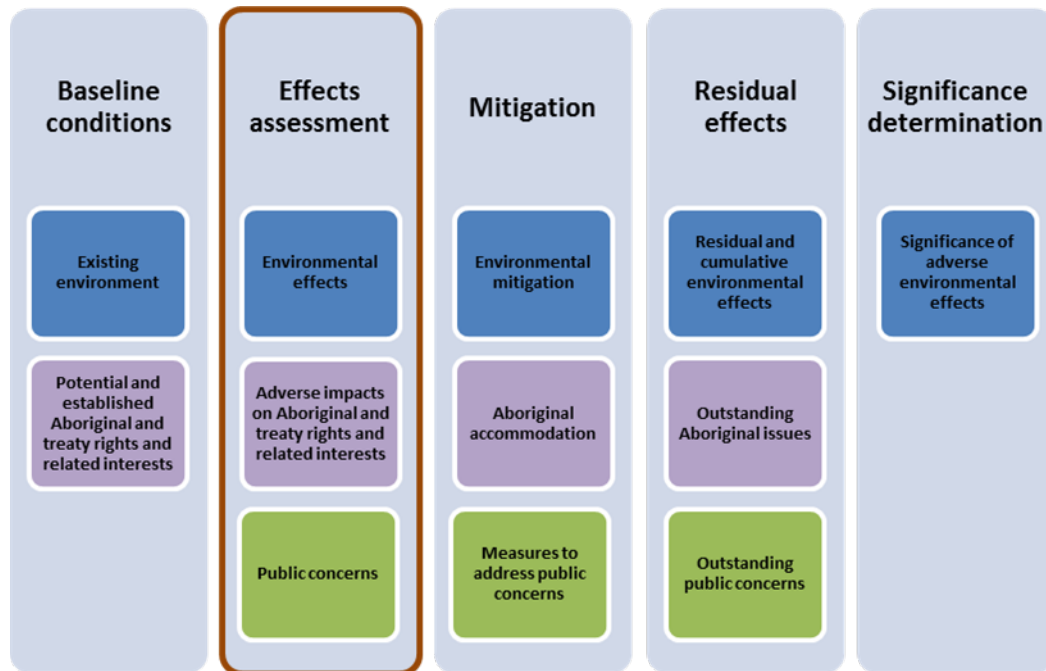 Baseline
conditions
Existing
environment
Potential and
established
Aboriginal and
treaty rights and
related interests
Effects
assessment
Environmental
effects
Adverse impacts
on Aboriginal and
treaty rights and
related interests
Public concerns
Mitigation
Environmental
mitigation
Aboriginal
accommodation
Measures to
address public
concerns
Residual
effects
Residual and
cumulative
environmental
effects
Outstanding
Aboriginal issues
Outstanding
public concerns
Significance
determination
Significance of
adverse
environmental
effects